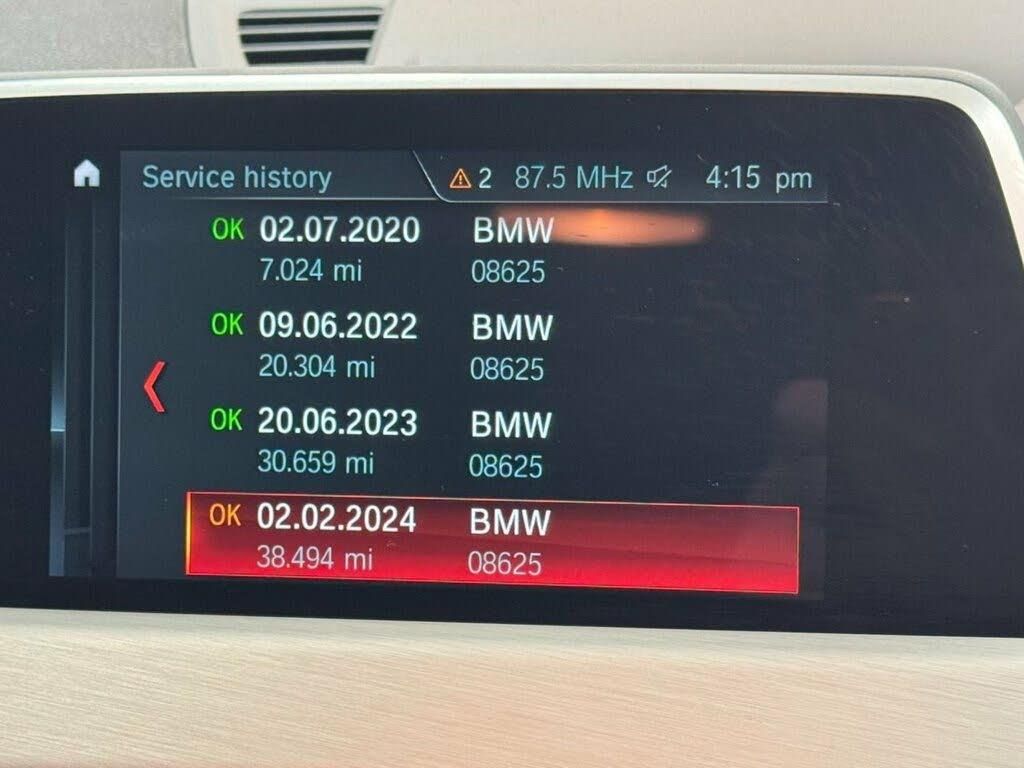 Service history 2 87.5 MHz 4:15 pm
OK 02.07.2020 BMW
7.024 mi 08625
OK 09.06.2022 BMW
20.304 mi 08625
OK 20.06.2023 BMW
30.659 mi 08625
OK 02.02.2024 BMW
38.494 mi 08625